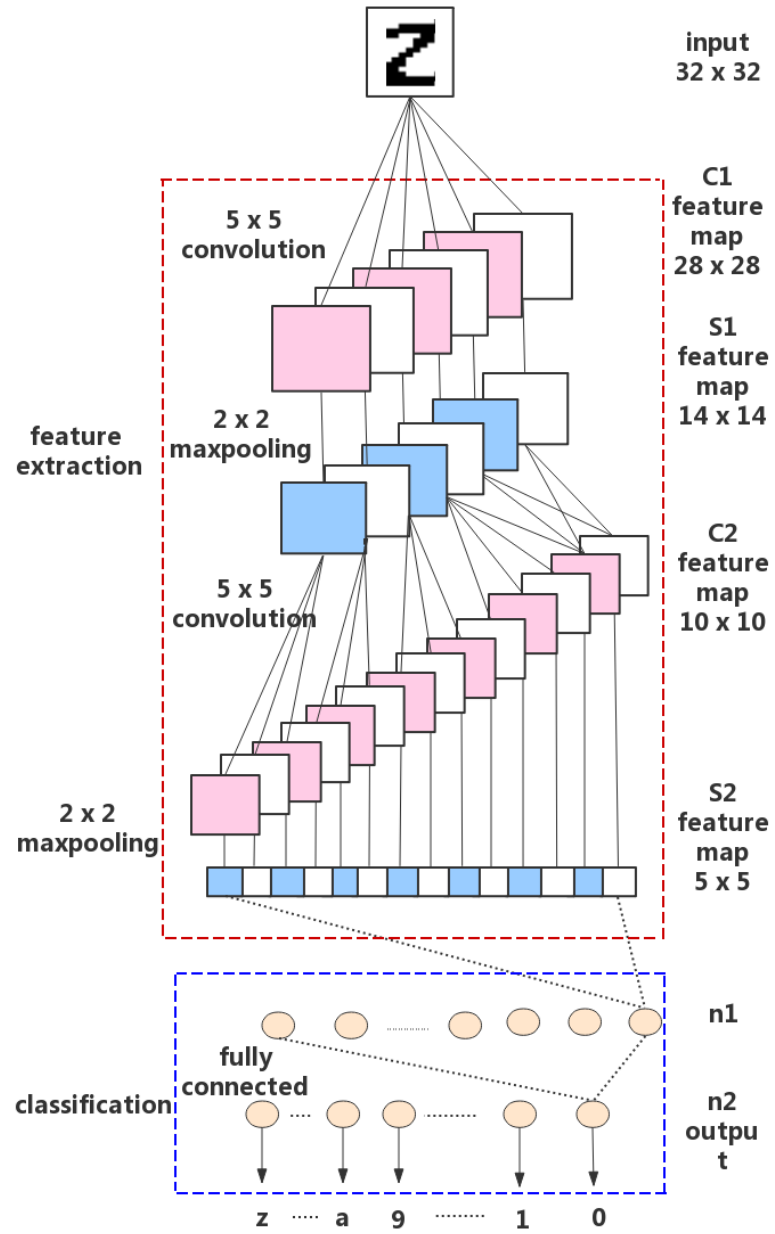 input
32 x 32
C1
feature
map
28 x 28
5 x 5
convolution
S1
feature
map
14 x 14
2 x 2
maxpooling
feature
extraction
C2
feature
map
10 x 10
5 x 5
convolution
S2
feature
map
5 x 5
2 x 2
maxpooling
n1
fully
connected
classification
n2
outpu
t
z ..... a 9 ........ 1 0